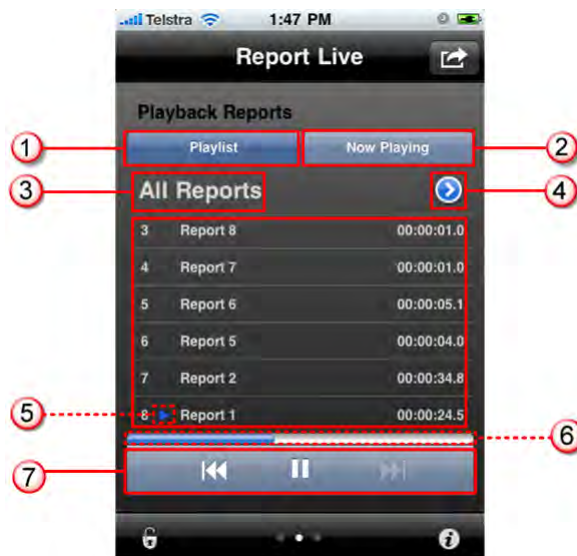 Telstra 1:47 PM
Report Live
Playback Reports
1 Playlist Now Playing 2
3 All Reports 4
3 Report 8 00:00:01.0
4 Report 7 00:00:01.0
5 Report 6 00:00:05.1
6 Report 5 00:00:04.0
7 Report 2 00:00:34.8
5 8 Report 1 00:00:24.5
6
7